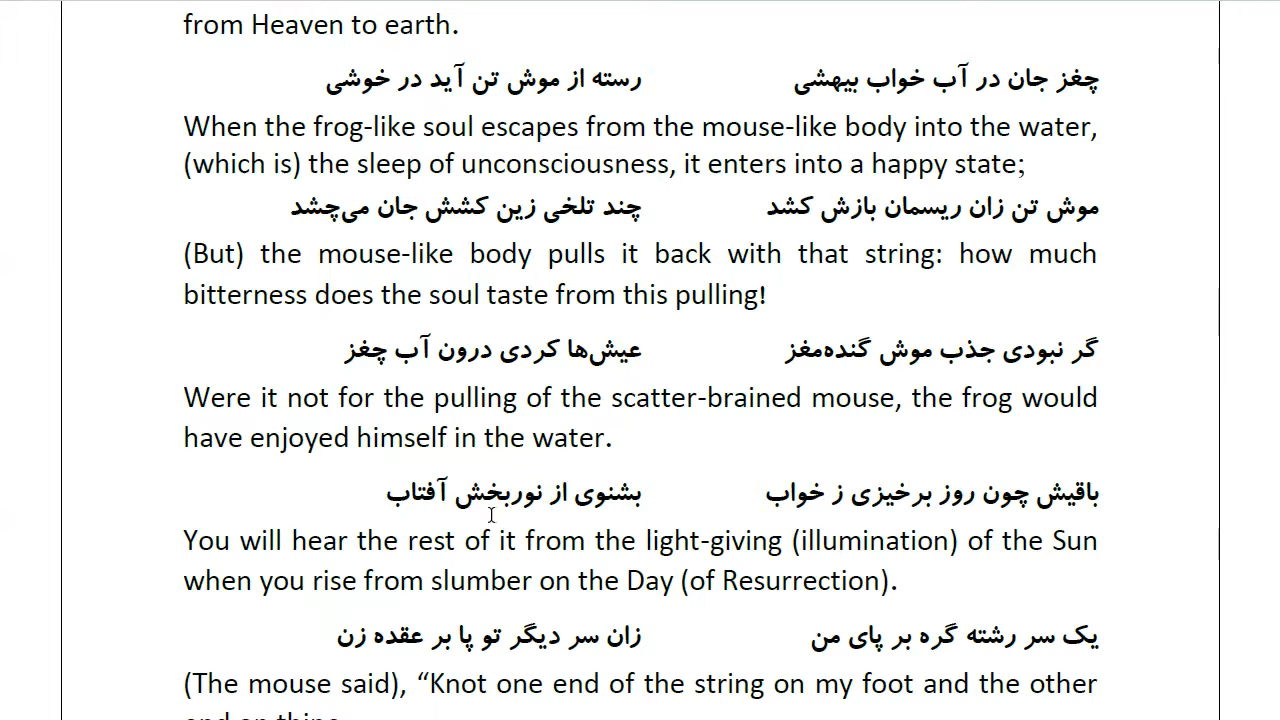 from Heaven to earth.
چغز جان در آب خواب بیهشی رسته از موش تن آید در خوشی
When the frog-like soul escapes from the mouse-like body into the water,
(which is) the sleep of unconsciousness, it enters into a happy state;
موش تن زان ریسمان بازش کشد چند تلخی زین کشش جان می‌چشد
(But) the mouse-like body pulls it back with that string: how much
bitterness does the soul taste from this pulling!
گر نبودی جذب موش گنده‌مغز عیش‌ها کردی درون آب چغز
Were it not for the pulling of the scatter-brained mouse, the frog would
have enjoyed himself in the water.
باقیش چون روز برخیزی ز خواب بشنوی از نوربخش آفتاب
You will hear the rest of it from the light-giving (illumination) of the Sun
when you rise from slumber on the Day (of Resurrection).
یک سر رشته گره بر پای من زان سر دیگر تو پا بر عقده زن
(The mouse said), “Knot one end of the string on my foot and the other